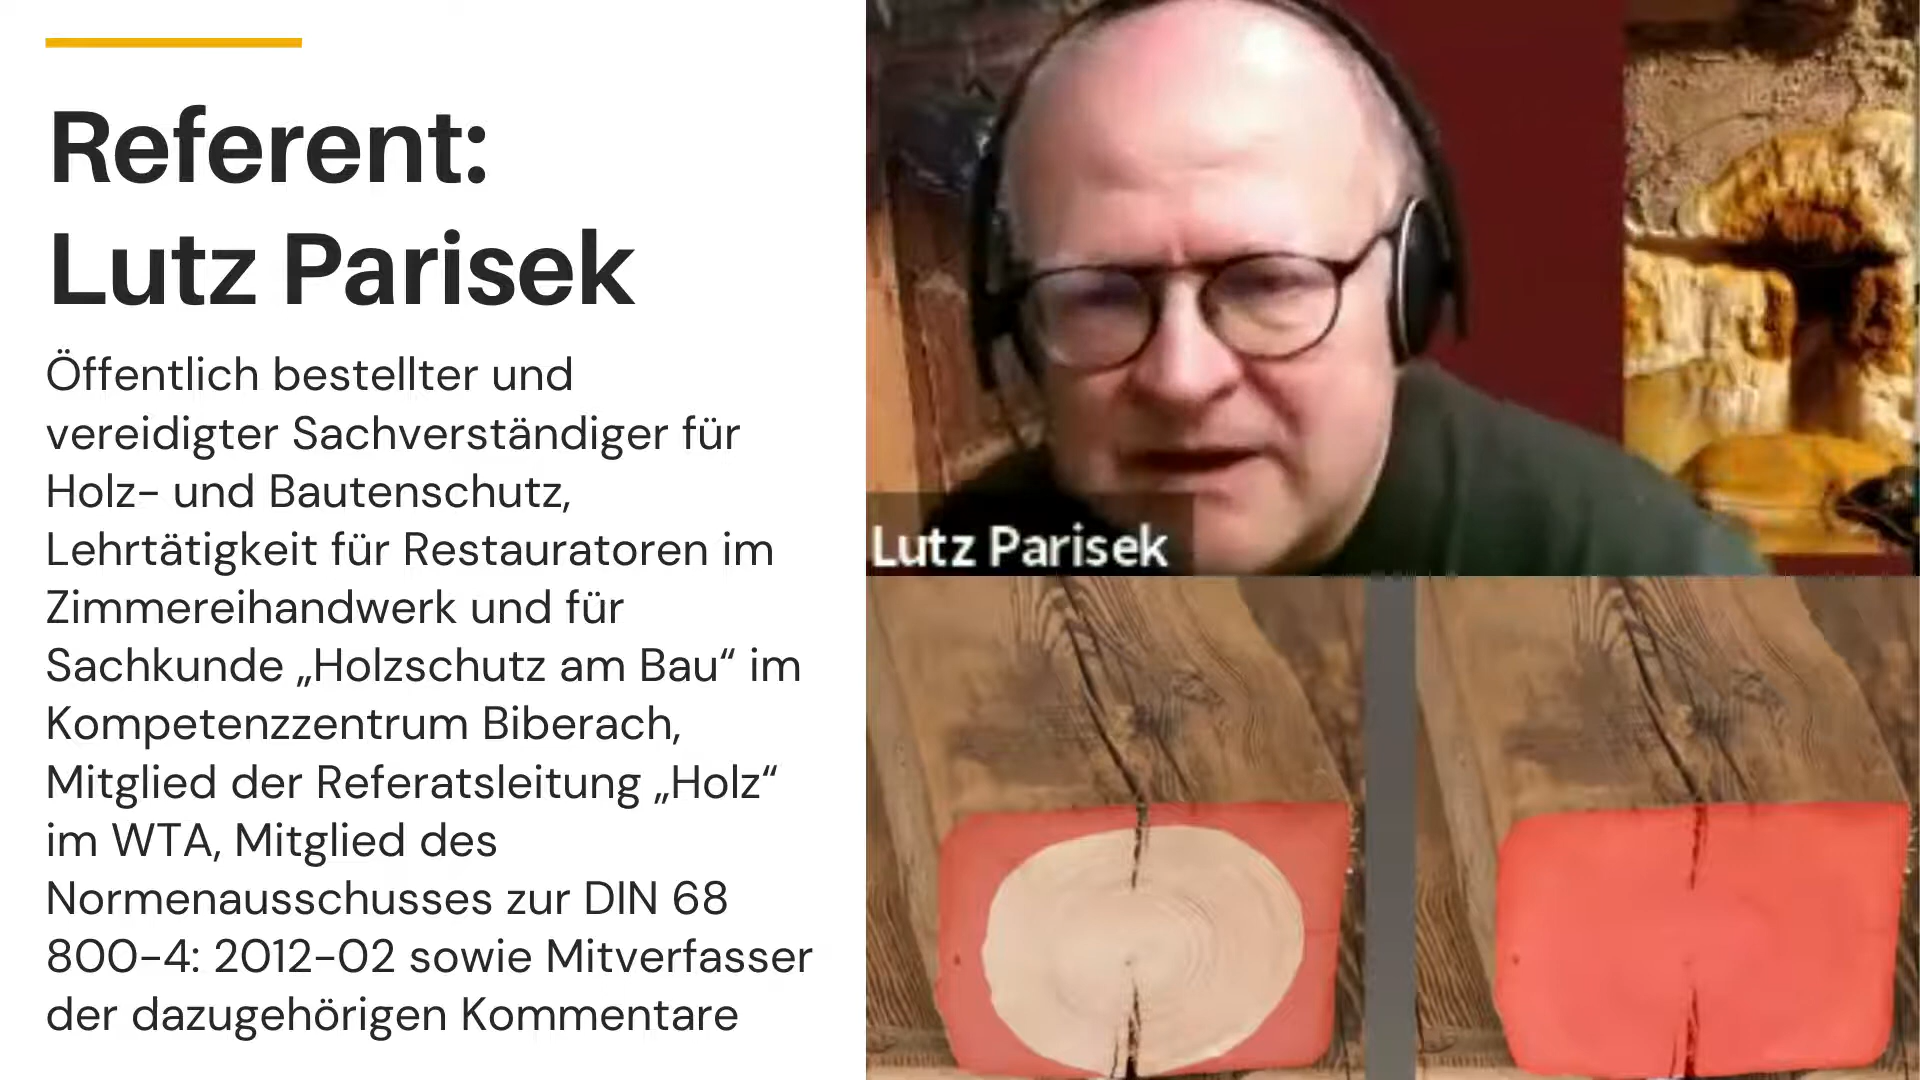 Referent:
Lutz Parisek
Öffentlich bestellter und
vereidigter Sachverständiger für
Holz- und Bautenschutz,
Lehrtätigkeit für Restauratoren im
Zimmereihandwerk und für
Sachkunde „Holzschutz am Bau“ im
Kompetenzzentrum Biberach,
Mitglied der Referatsleitung „Holz“
im WTA, Mitglied des
Normenausschusses zur DIN 68
800-4: 2012-02 sowie Mitverfasser
der dazugehörigen Kommentare
Lutz Parisek